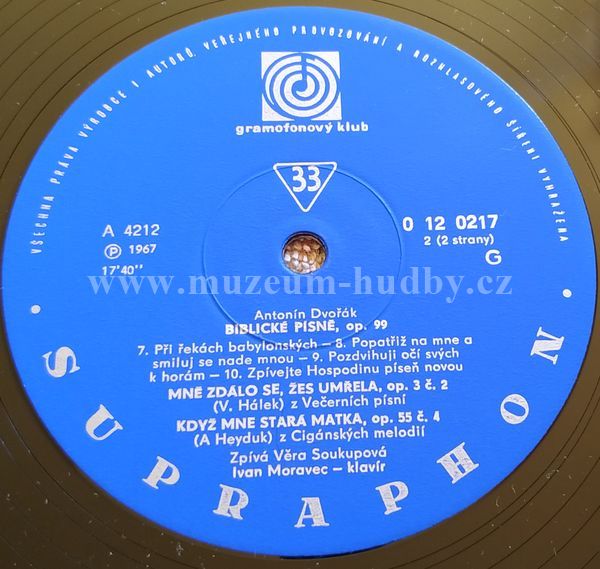 VŠECHNA PRÁVA VÝROBCE I AUTORŮ, VEŘEJNÉHO PROVOZOVÁNÍ A ROZHLASOVÉHO ŠÍŘENÍ VYHRAŽENA
gramofonový klub
33
A 4212
Ⓟ 1967
17'40''
0 12 0217
2 (2 strany)
G
www.muzeum-hudby.cz
Antonín Dvořák
BIBLICKÉ PÍSNĚ, op. 99
7. Při řekách babylonských – 8. Popatřiž na mne a
smiluj se nade mnou – 9. Pozdvihuji očí svých
k horám – 10. Zpívejte Hospodinu píseň novou
MNĚ ZDÁLO SE, ŽES UMŘELA, op. 3 č. 2
(V. Hálek) z Večerních písní
KDYŽ MNE STARÁ MATKA, op. 55 č. 4
(A Heyduk) z Cigánských melodií
Zpívá Věra Soukupová
Ivan Moravec – klavír
SUPRAPHON